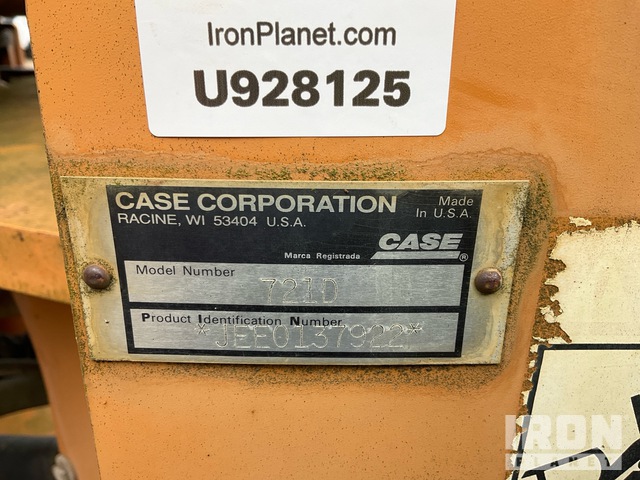 IronPlanet.com
U928125
CASE CORPORATION
RACINE, WI 53404 U.S.A.
Made
In U.S.A.
Marca Registrada
CASE®
Model Number
721D
Product Identification Number
*JEE0137922*
IRON